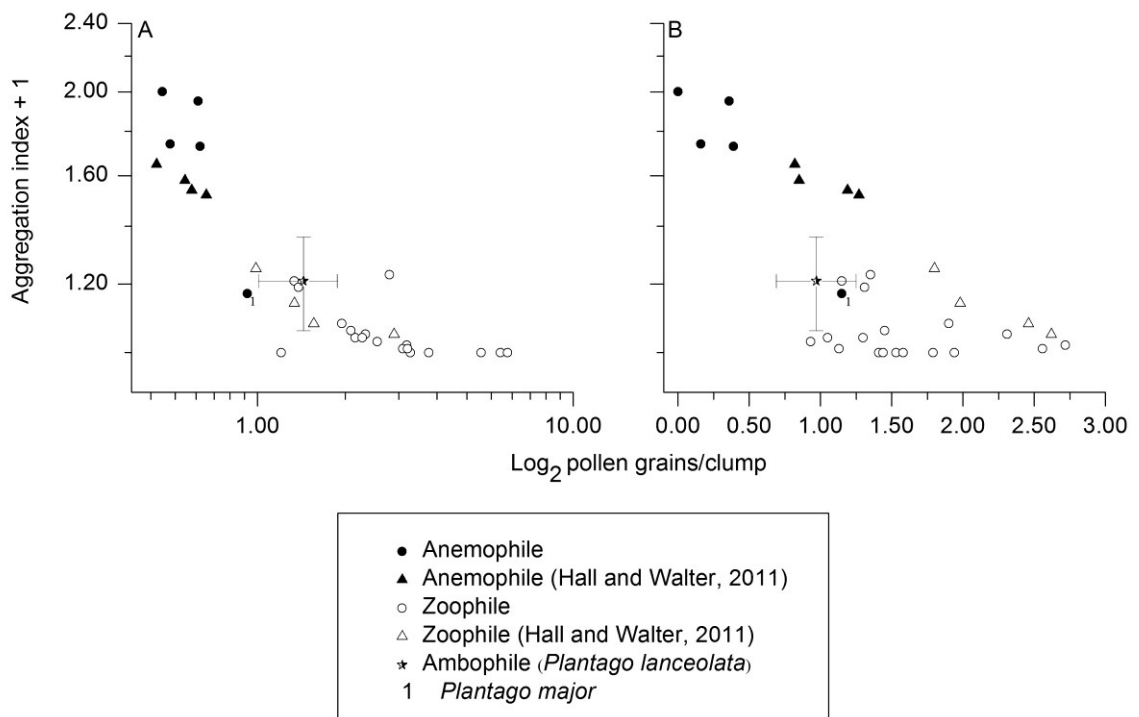 A
B
2.40
2.00
1.60
1.20
Aggregation index + 1
1
1
1.00
10.00
0.00
0.50
1.00
1.50
2.00
2.50
3.00
Log2 pollen grains/clump
Anemophile
Anemophile (Hall and Walter, 2011)
Zoophile
Zoophile (Hall and Walter, 2011)
Ambophile (Plantago lanceolata)
1 Plantago major